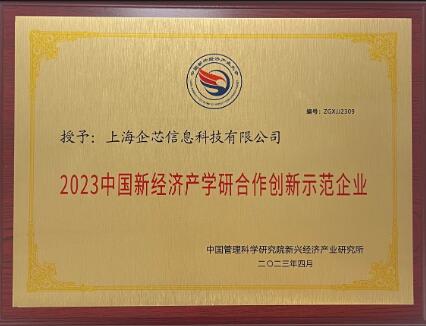 编号：ZGXJJ2309
授予：上海企芯信息科技有限公司
2023中国新经济产学研合作创新示范企业
中国管理科学研究院新兴经济产业研究所
二〇二三年四月